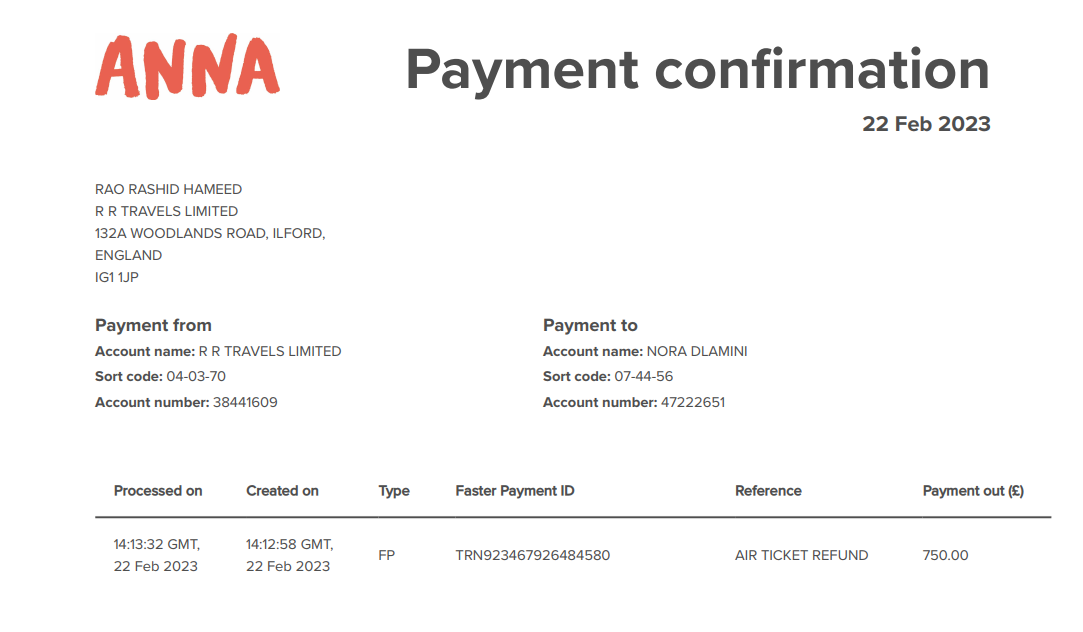 ANNA
Payment confirmation
22 Feb 2023
RAO RASHID HAMEED
R R TRAVELS LIMITED
132A WOODLANDS ROAD, ILFORD,
ENGLAND
IG1 1JP
Payment from
Account name: R R TRAVELS LIMITED
Sort code: 04-03-70
Account number: 38441609
Payment to
Account name: NORA DLAMINI
Sort code: 07-44-56
Account number: 47222651
Processed on Created on Type Faster Payment ID Reference Payment out (£)
14:13:32 GMT, 14:12:58 GMT,
22 Feb 2023 22 Feb 2023 FP TRN923467926484580 AIR TICKET REFUND 750.00